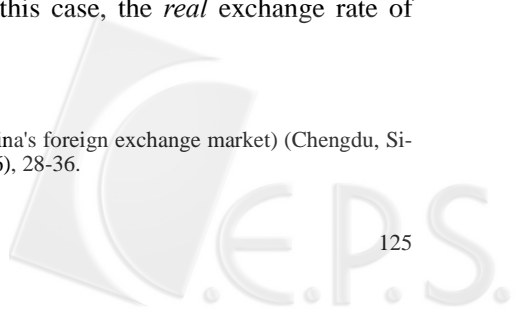 this case, the real exchange rate of
ina's foreign exchange market) (Chengdu, Si-
), 28-36.
125
C.E.P.S.